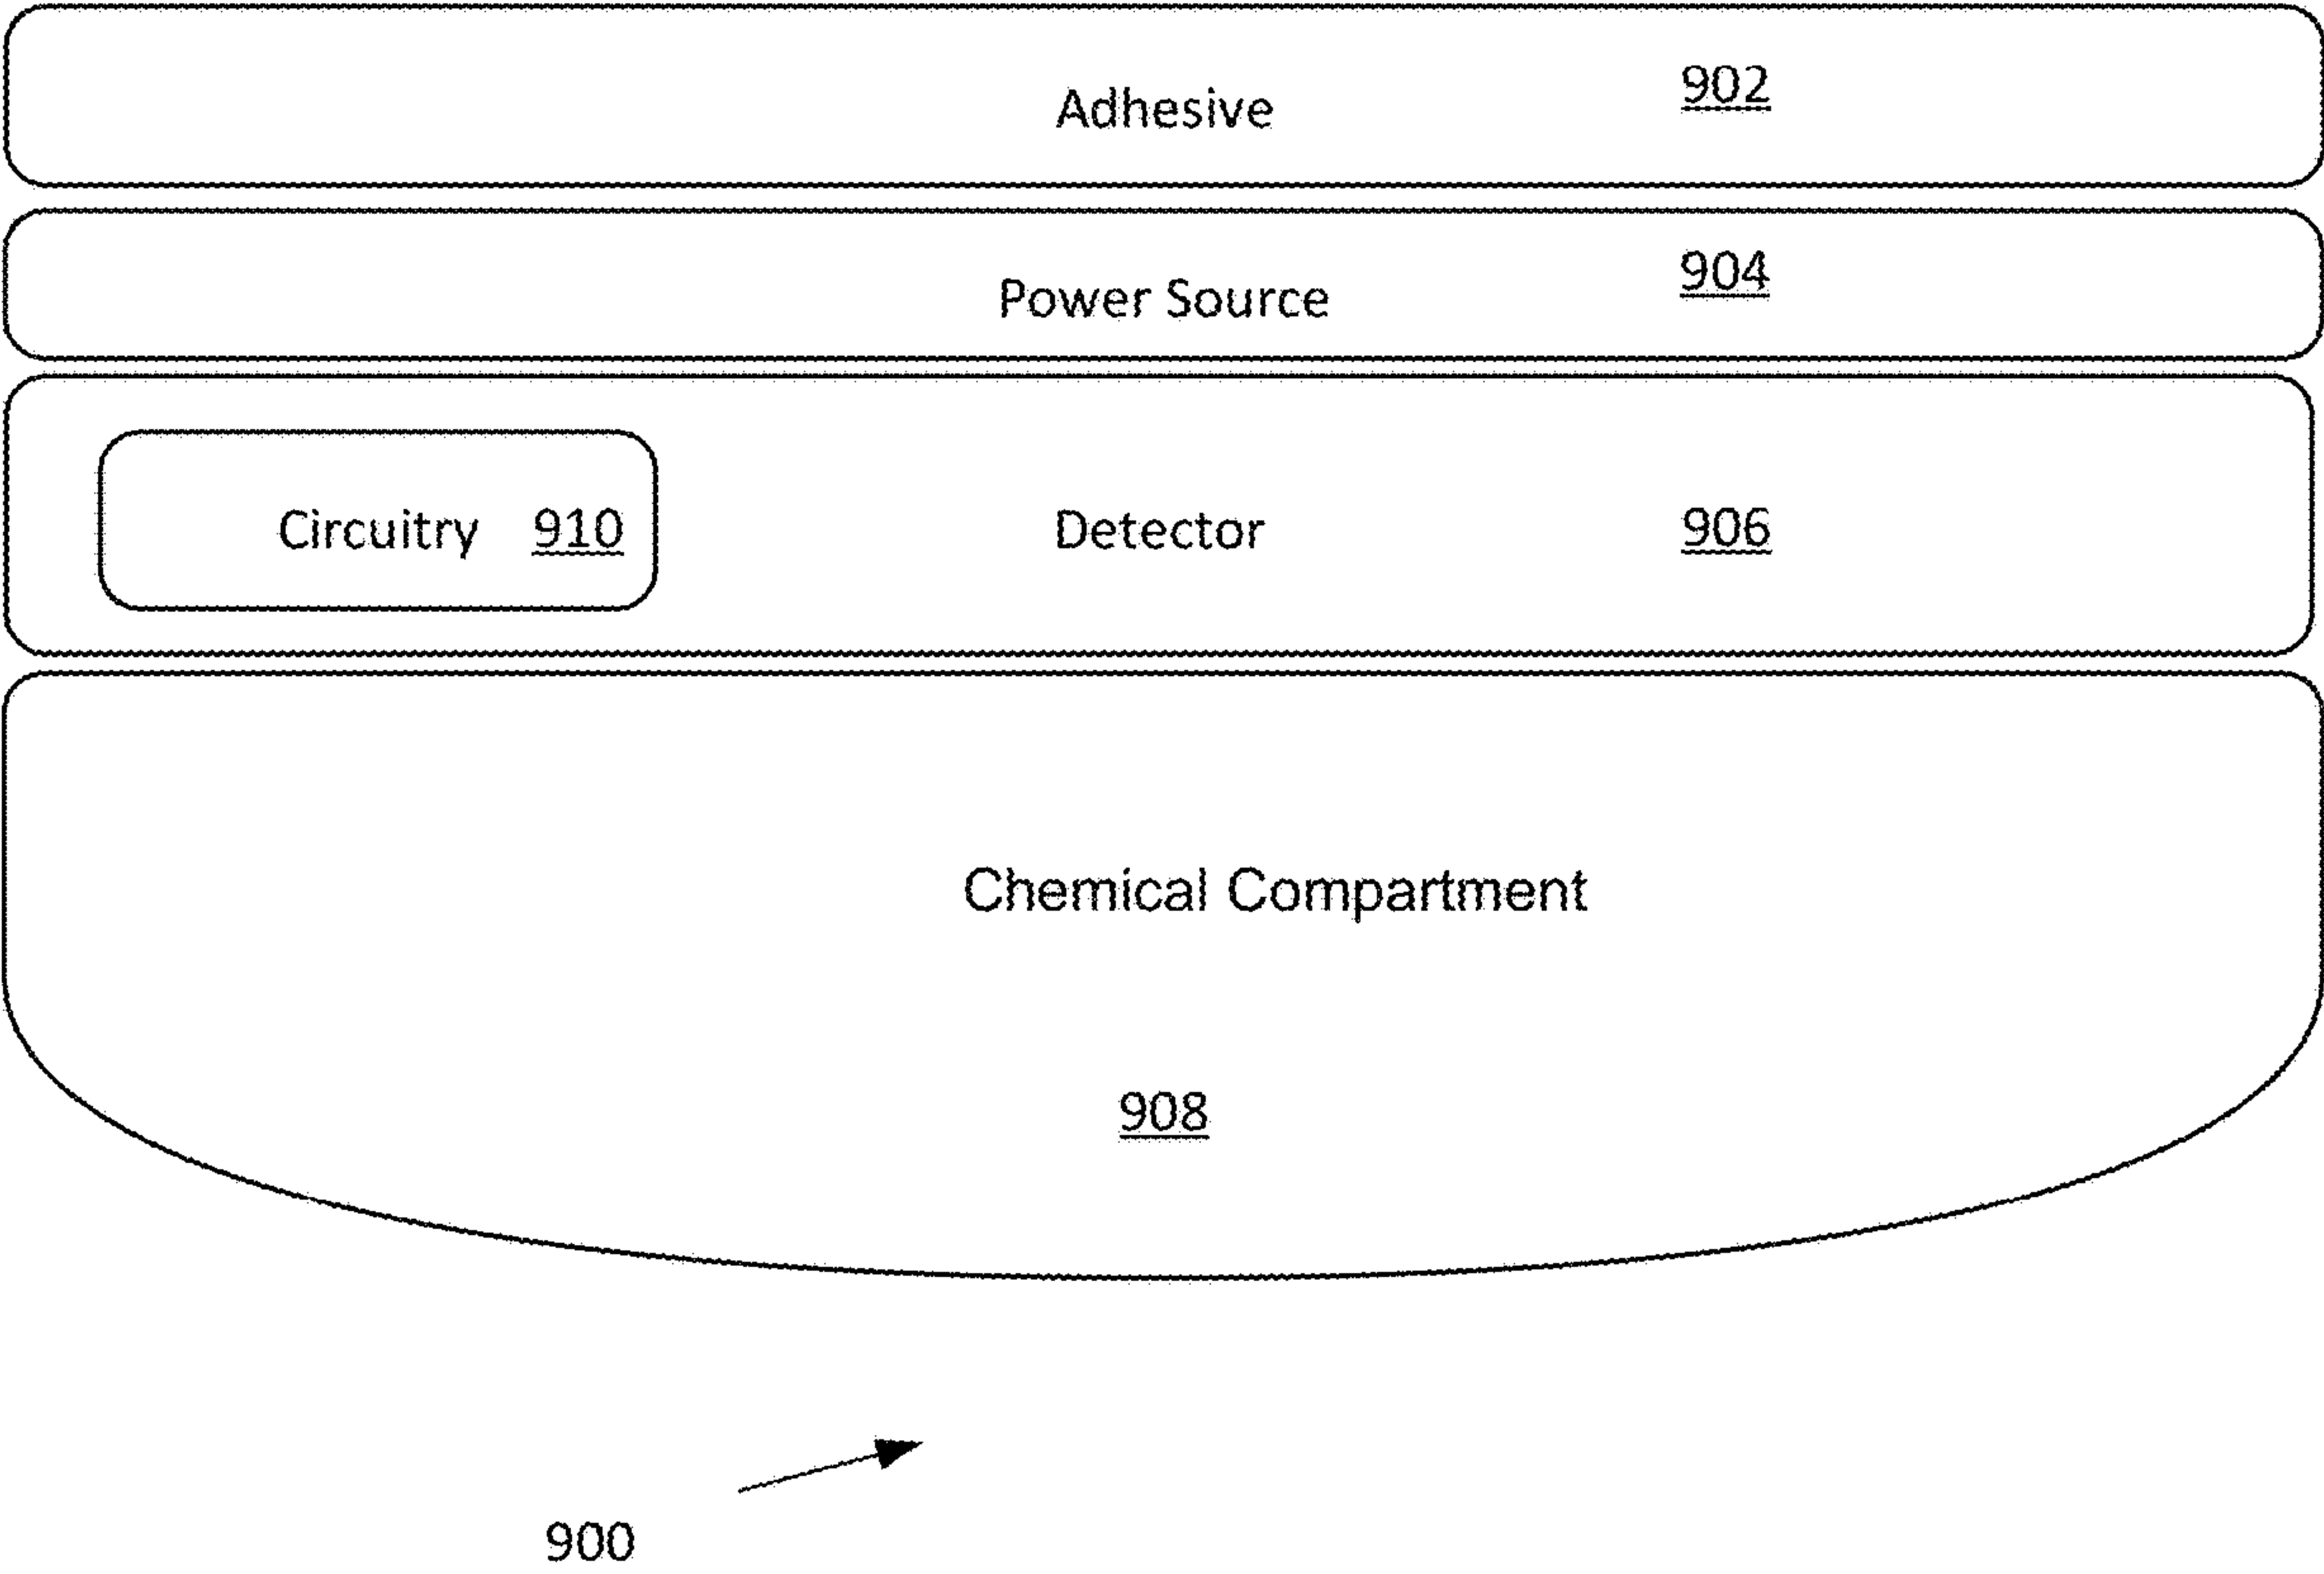 Adhesive 902
Power Source 904
Circuitry 910 Detector 906
Chemical Compartment
908
900